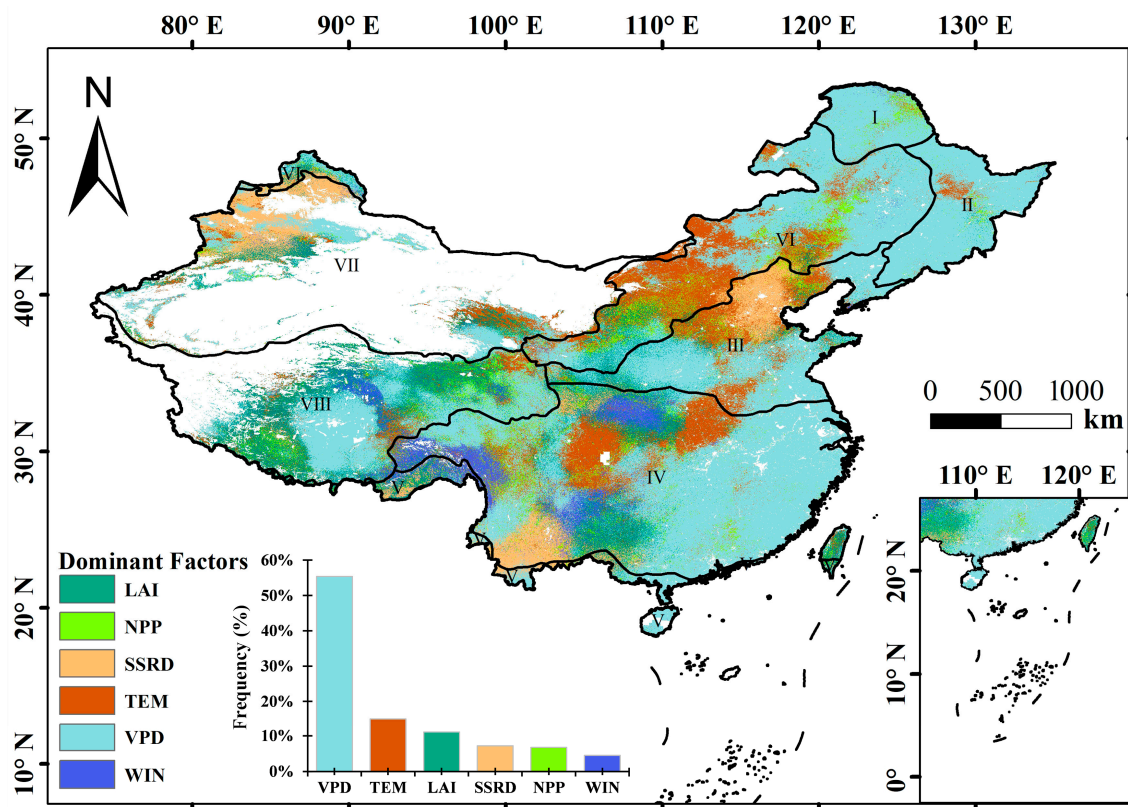 80° E 90° E 100° E 110° E 120° E 130° E
N
50° N
40° N
30° N
20° N
10° N
I
II
VI
VI
VII
III
VIII
IV
V
V
V
V
0 500 1000
km
110° E 120° E
20° N
10° N
0°
Dominant Factors
LAI
NPP
SSRD
TEM
VPD
WIN
Frequency (%)
60%
50%
40%
30%
20%
10%
0%
VPD TEM LAI SSRD NPP WIN